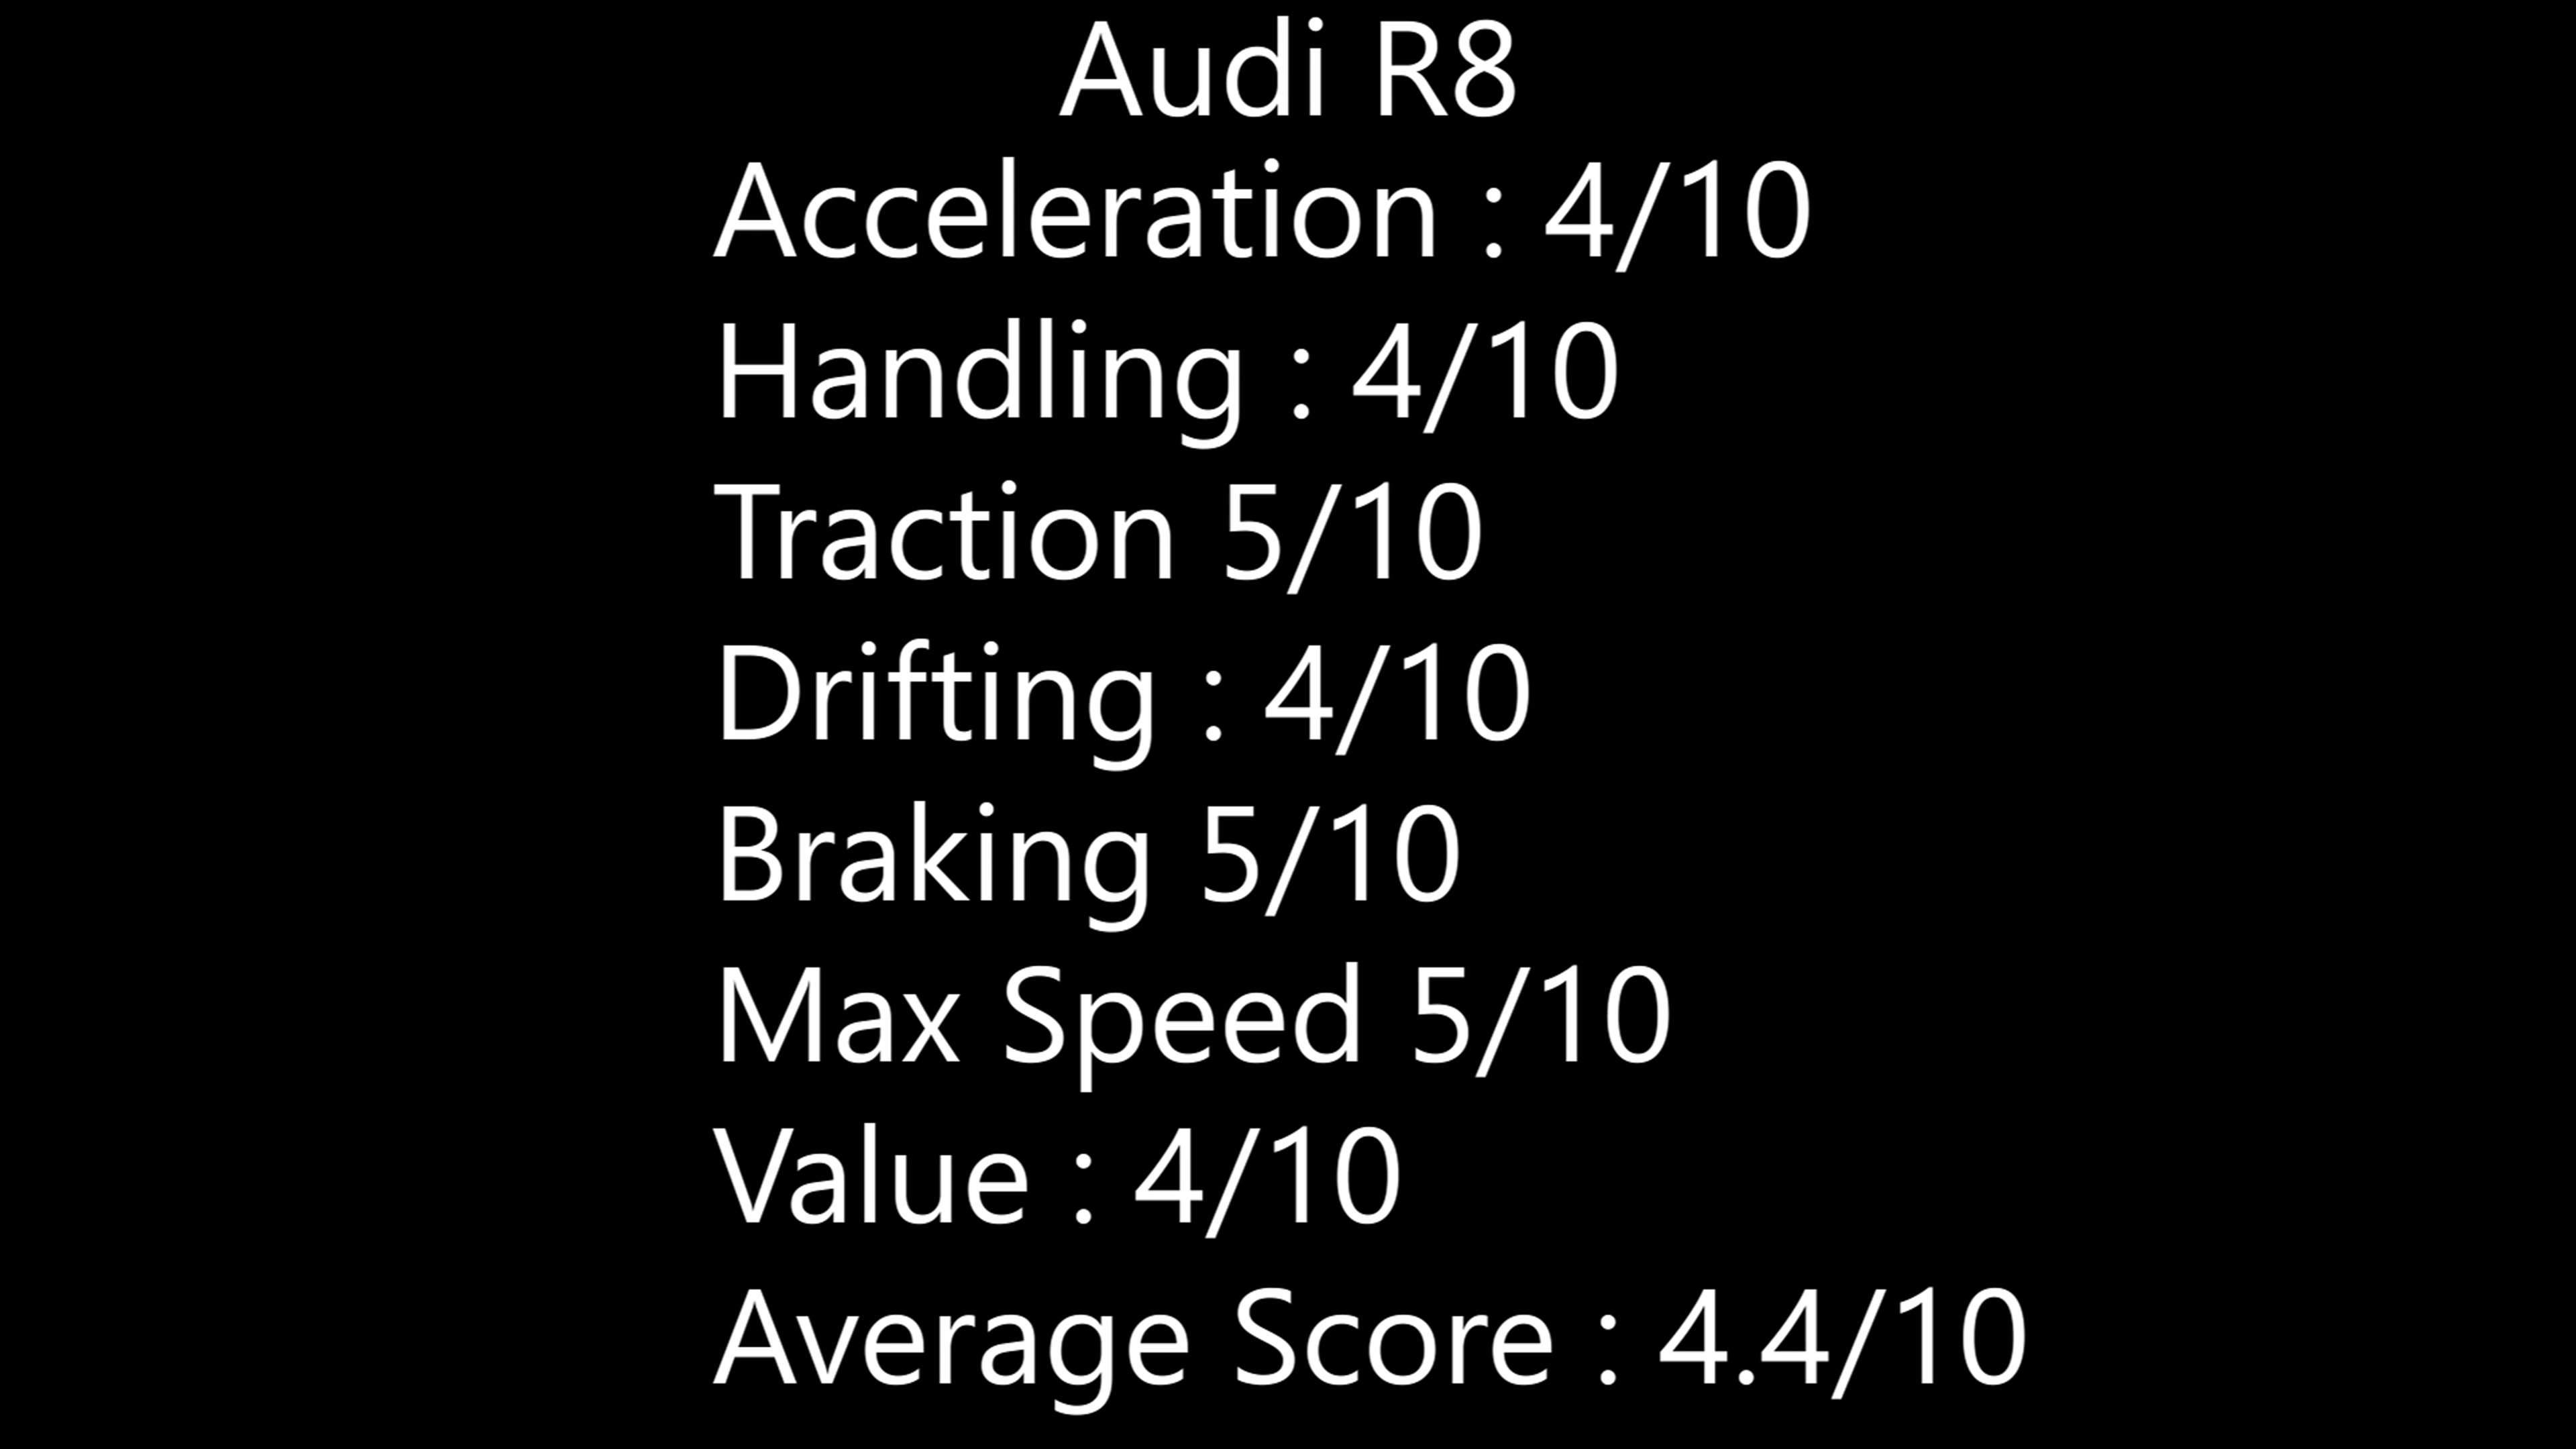 Audi R8
Acceleration : 4/10
Handling : 4/10
Traction 5/10
Drifting : 4/10
Braking 5/10
Max Speed 5/10
Value : 4/10
Average Score : 4.4/10